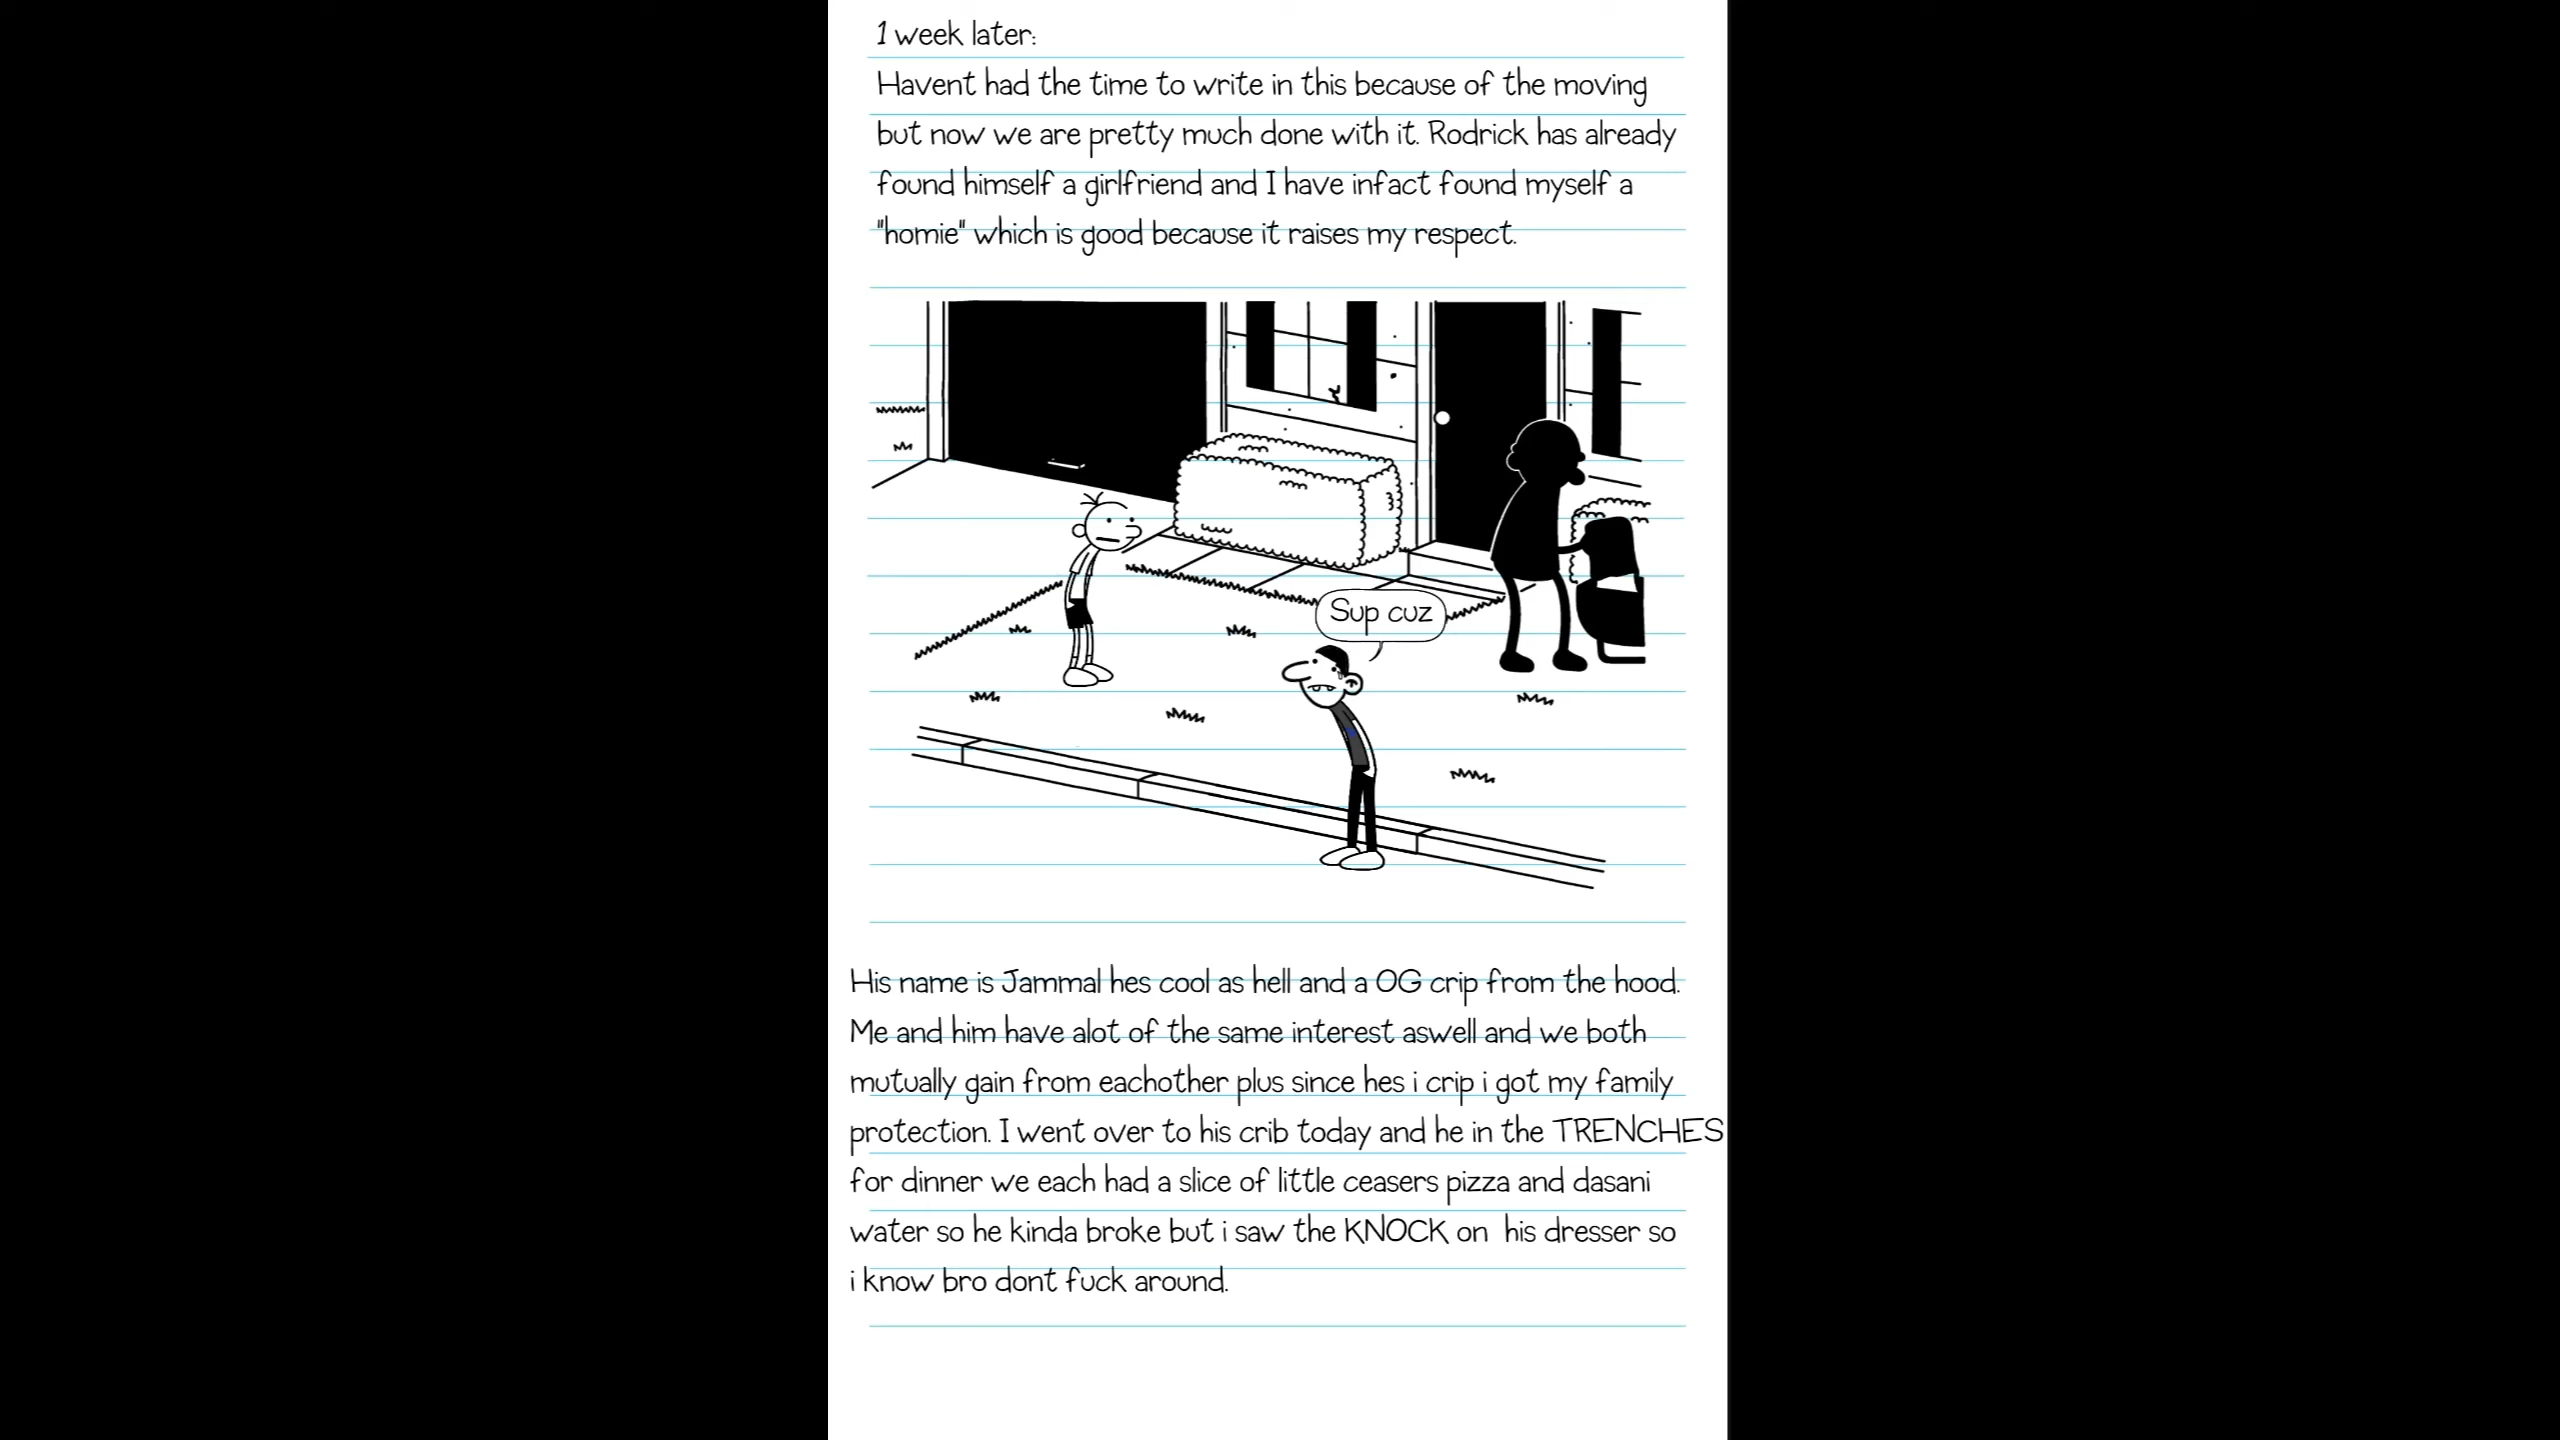 1 week later:
Havent had the time to write in this because of the moving
but now we are pretty much done with it. Rodrick has already
found himself a girlfriend and I have infact found myself a
"homie" which is good because it raises my respect.
Sup cuz
His name is Jammal hes cool as hell and a OG crip from the hood.
Me and him have alot of the same interest aswell and we both
mutually gain from eachother plus since hes i crip i got my family
protection. I went over to his crib today and he in the TRENCHES
for dinner we each had a slice of little ceasers pizza and dasani
water so he kinda broke but i saw the KNOCK on his dresser so
i know bro dont fuck around.